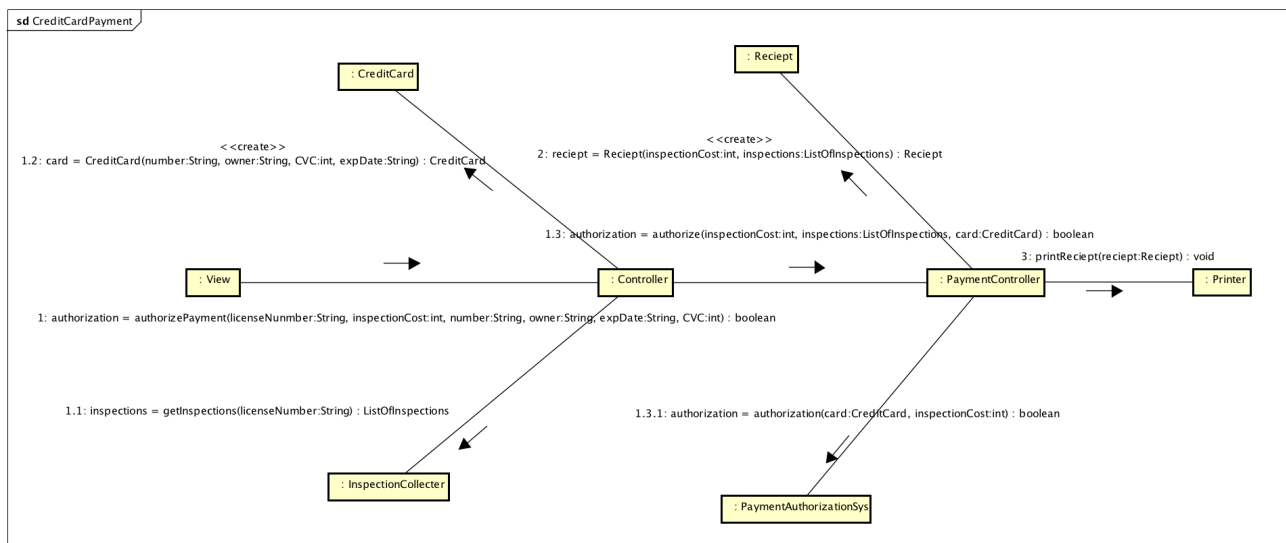 sd CreditCardPayment
: Reciept
: CreditCard
<<create>>
1.2: card = CreditCard(number:String, owner:String, CVC:int, expDate:String) : CreditCard
<<create>>
2: reciept = Reciept(inspectionCost:int, inspections:ListOfInspections) : Reciept
1.3: authorization = authorize(inspectionCost:int, inspections:ListOfInspections, card:CreditCard) : boolean
3: printReciept(reciept:Reciept) : void
: View
: Controller
: PaymentController
: Printer
1: authorization = authorizePayment(licenseNunmber:String, inspectionCost:int, number:String, owner:String, expDate:String, CVC:int) : boolean
1.1: inspections = getInspections(licenseNumber:String) : ListOfInspections
1.3.1: authorization = authorization(card:CreditCard, inspectionCost:int) : boolean
: InspectionCollecter
: PaymentAuthorizationSys